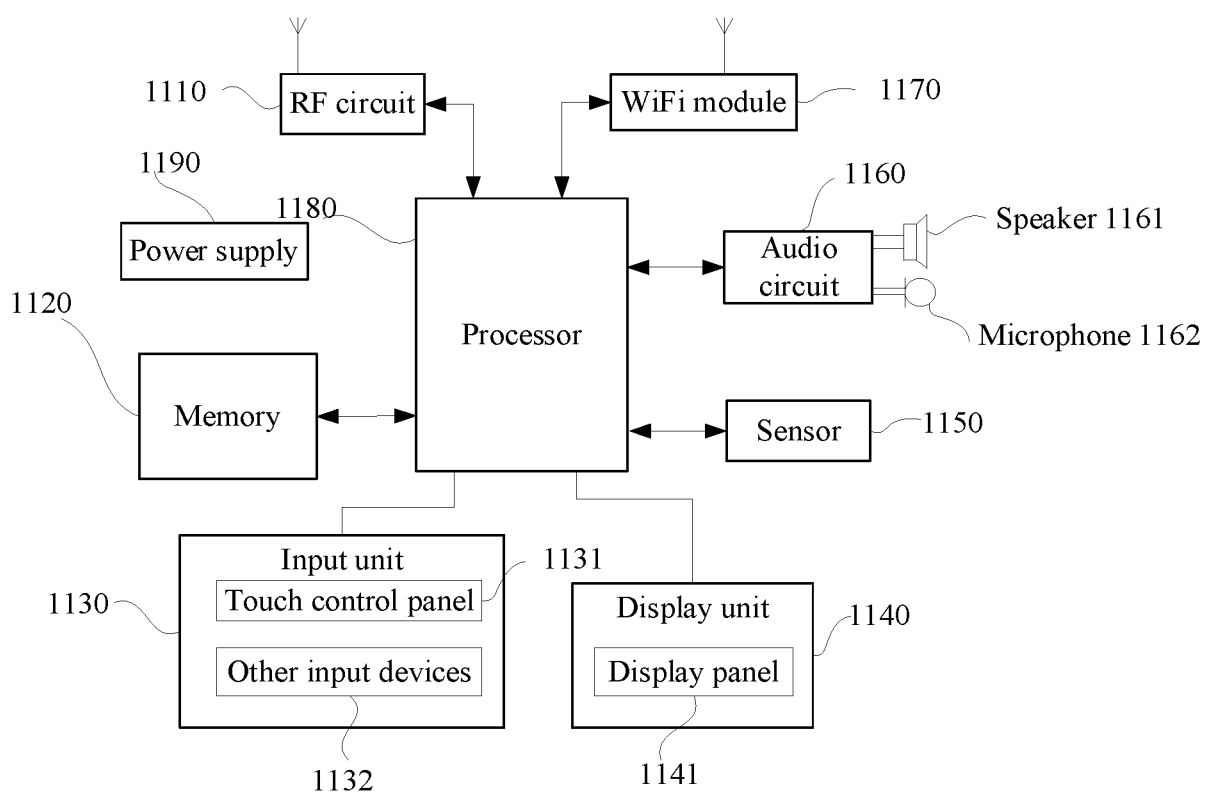 1110
RF circuit
WiFi module
1170
1190
Power supply
1180
1160
Audio
circuit
Speaker 1161
Microphone 1162
1120
Memory
Processor
Sensor
1150
Input unit
1131
Touch control panel
1130
Other input devices
1132
Display unit
1140
Display panel
1141